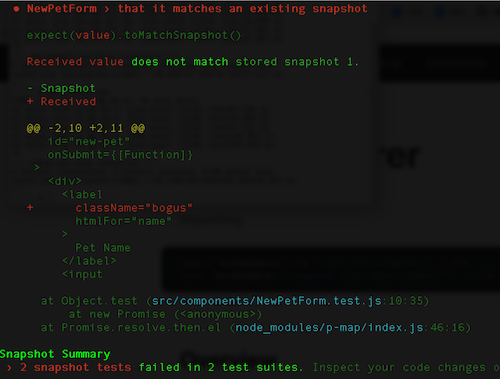 ● NewPetForm › that it matches an existing snapshot
expect(value).toMatchSnapshot()
Received value does not match stored snapshot 1.
- Snapshot
+ Received
@@ -2,10 +2,11 @@
id="new-pet"
onSubmit={[Function]}
>
<div>
<label
+ className="bogus"
htmlFor="name"
>
Pet Name
</label>
<input
at Object.test (src/components/NewPetForm.test.js:10:35)
at new Promise (<anonymous>)
at Promise.resolve.then.el (node_modules/p-map/index.js:46:16)
Snapshot Summary
› 2 snapshot tests failed in 2 test suites. Inspect your code changes o